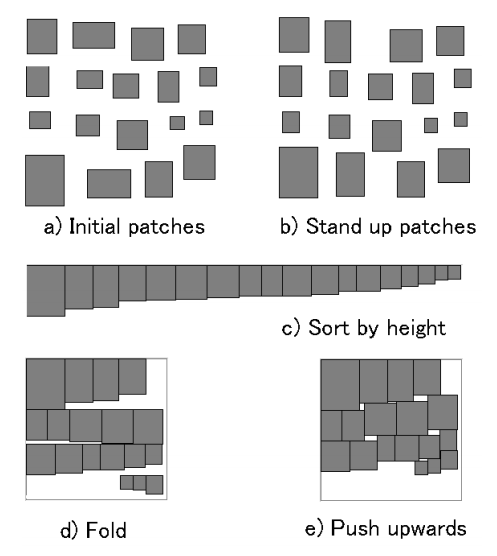 a) Initial patches
b) Stand up patches
c) Sort by height
d) Fold
e) Push upwards